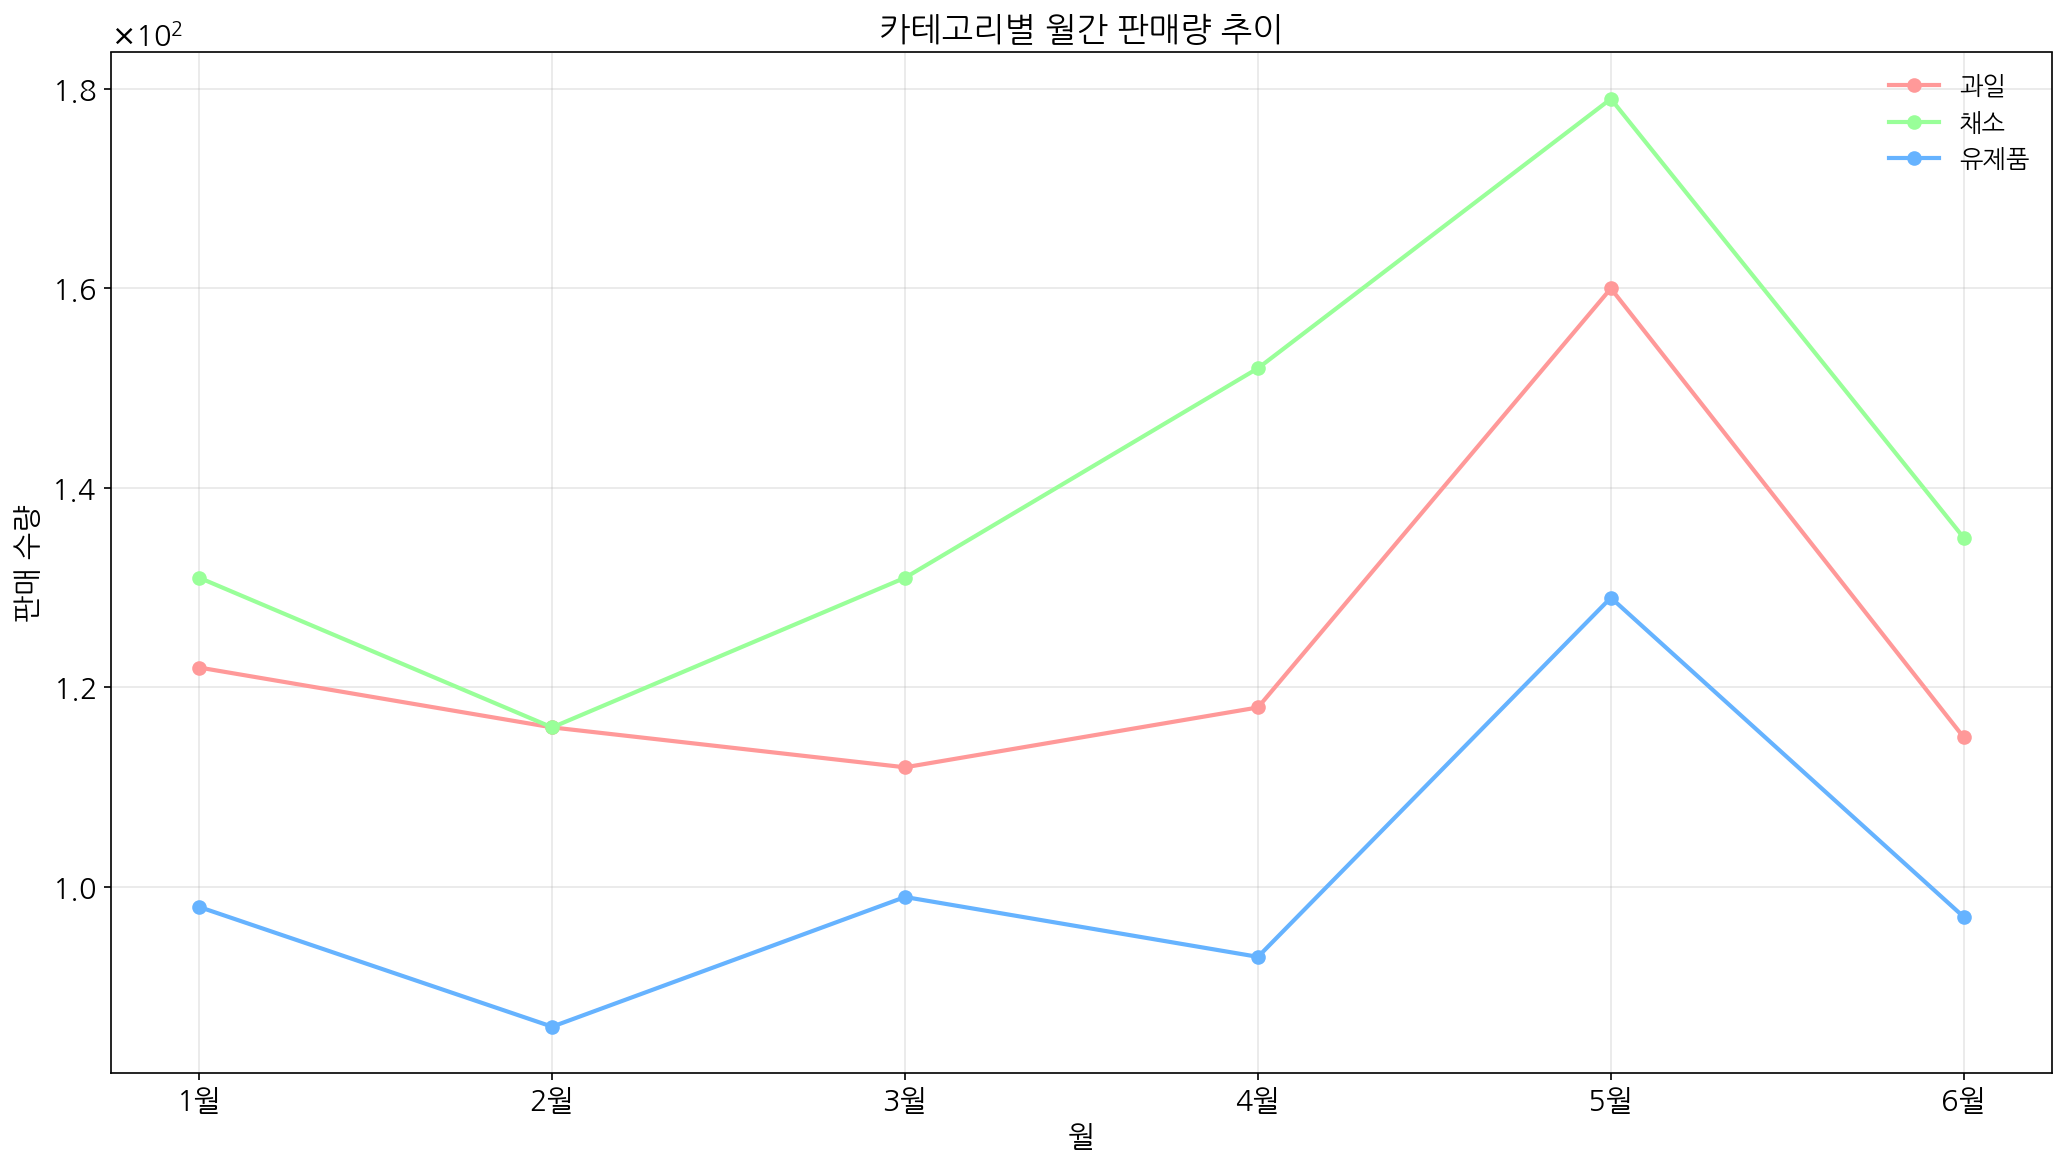 카테고리별 월간 판매량 추이
×10²
1.8
1.6
1.4
1.2
1.0
판매 수량
과일
채소
유제품
1월 2월 3월 4월 5월 6월
월